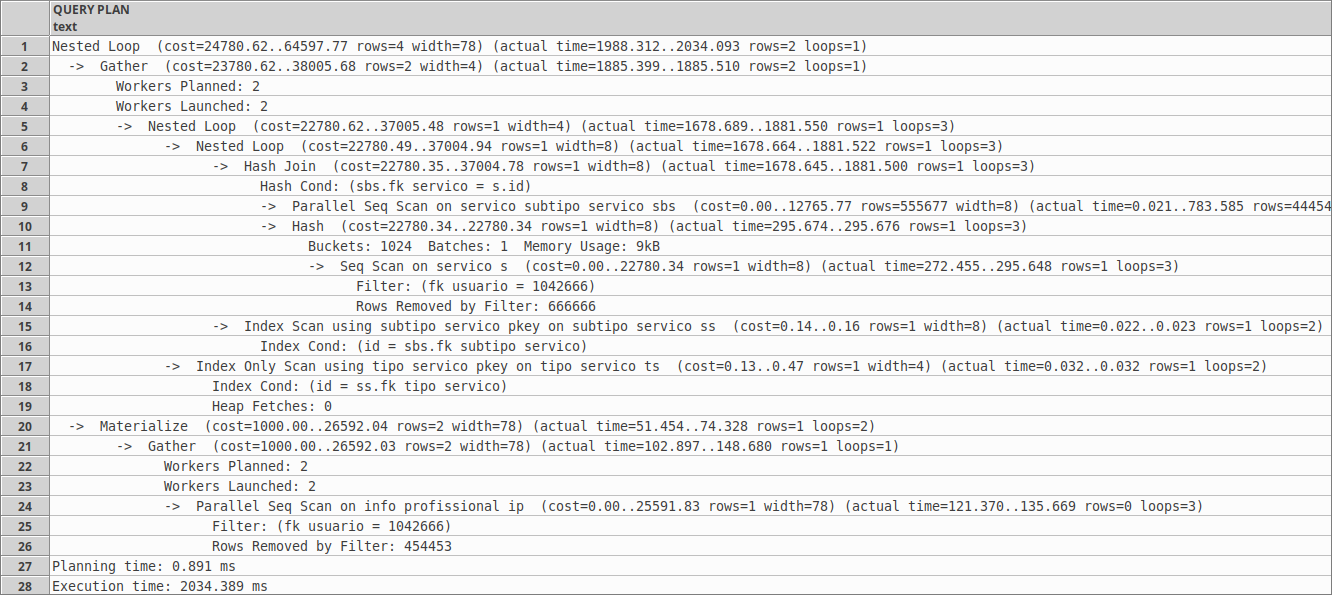 QUERY PLAN
text
1 Nested Loop (cost=24780.62..64597.77 rows=4 width=78) (actual time=1988.312..2034.093 rows=2 loops=1)
2 -> Gather (cost=23780.62..38005.68 rows=2 width=4) (actual time=1885.399..1885.510 rows=2 loops=1)
3 Workers Planned: 2
4 Workers Launched: 2
5 -> Nested Loop (cost=22780.62..37005.48 rows=1 width=4) (actual time=1678.689..1881.550 rows=1 loops=3)
6 -> Nested Loop (cost=22780.49..37004.94 rows=1 width=8) (actual time=1678.664..1881.522 rows=1 loops=3)
7 -> Hash Join (cost=22780.35..37004.78 rows=1 width=8) (actual time=1678.645..1881.500 rows=1 loops=3)
8 Hash Cond: (sbs.fk servico = s.id)
9 -> Parallel Seq Scan on servico subtipo servico sbs (cost=0.00..12765.77 rows=555677 width=8) (actual time=0.021..783.585 rows=44454
10 -> Hash (cost=22780.34..22780.34 rows=1 width=8) (actual time=295.674..295.676 rows=1 loops=3)
11 Buckets: 1024 Batches: 1 Memory Usage: 9kB
12 -> Seq Scan on servico s (cost=0.00..22780.34 rows=1 width=8) (actual time=272.455..295.648 rows=1 loops=3)
13 Filter: (fk usuario = 1042666)
14 Rows Removed by Filter: 666666
15 -> Index Scan using subtipo servico pkey on subtipo servico ss (cost=0.14..0.16 rows=1 width=8) (actual time=0.022..0.023 rows=1 loops=2)
16 Index Cond: (id = sbs.fk subtipo servico)
17 -> Index Only Scan using tipo servico pkey on tipo servico ts (cost=0.13..0.47 rows=1 width=4) (actual time=0.032..0.032 rows=1 loops=2)
18 Index Cond: (id = ss.fk tipo servico)
19 Heap Fetches: 0
20 -> Materialize (cost=1000.00..26592.04 rows=2 width=78) (actual time=51.454..74.328 rows=1 loops=2)
21 -> Gather (cost=1000.00..26592.03 rows=2 width=78) (actual time=102.897..148.680 rows=1 loops=1)
22 Workers Planned: 2
23 Workers Launched: 2
24 -> Parallel Seq Scan on info profissional ip (cost=0.00..25591.83 rows=1 width=78) (actual time=121.370..135.669 rows=0 loops=3)
25 Filter: (fk usuario = 1042666)
26 Rows Removed by Filter: 454453
27 Planning time: 0.891 ms
28 Execution time: 2034.389 ms